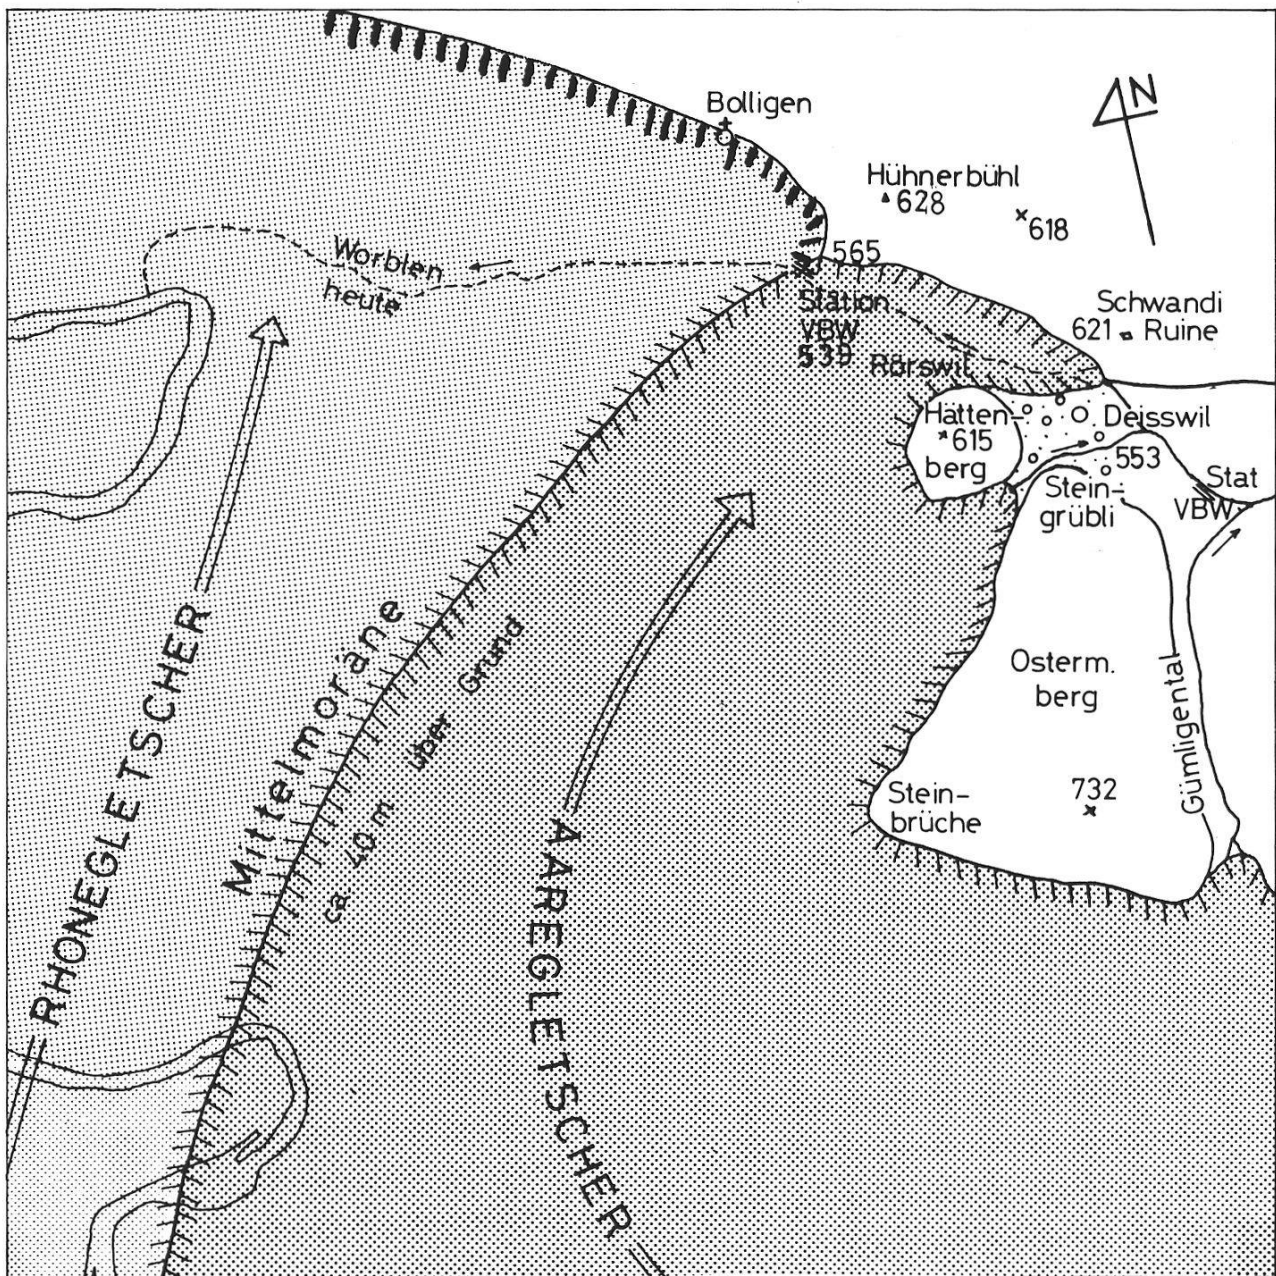 Bolligen
N
Hühnerbühl
628
618
Worblen
heute
565
Station
VBW
539
Schwandi
621 Ruine
Rörswil
Hätten-
615
berg
Deisswil
553
Stein-
grübli
Stat
VBW
RHONEGLETSCHER
Mittelmoräne
ca. 40 m über Grund
AAREGLETSCHER
Osterm.
berg
Gümligental
732
Stein-
brüche